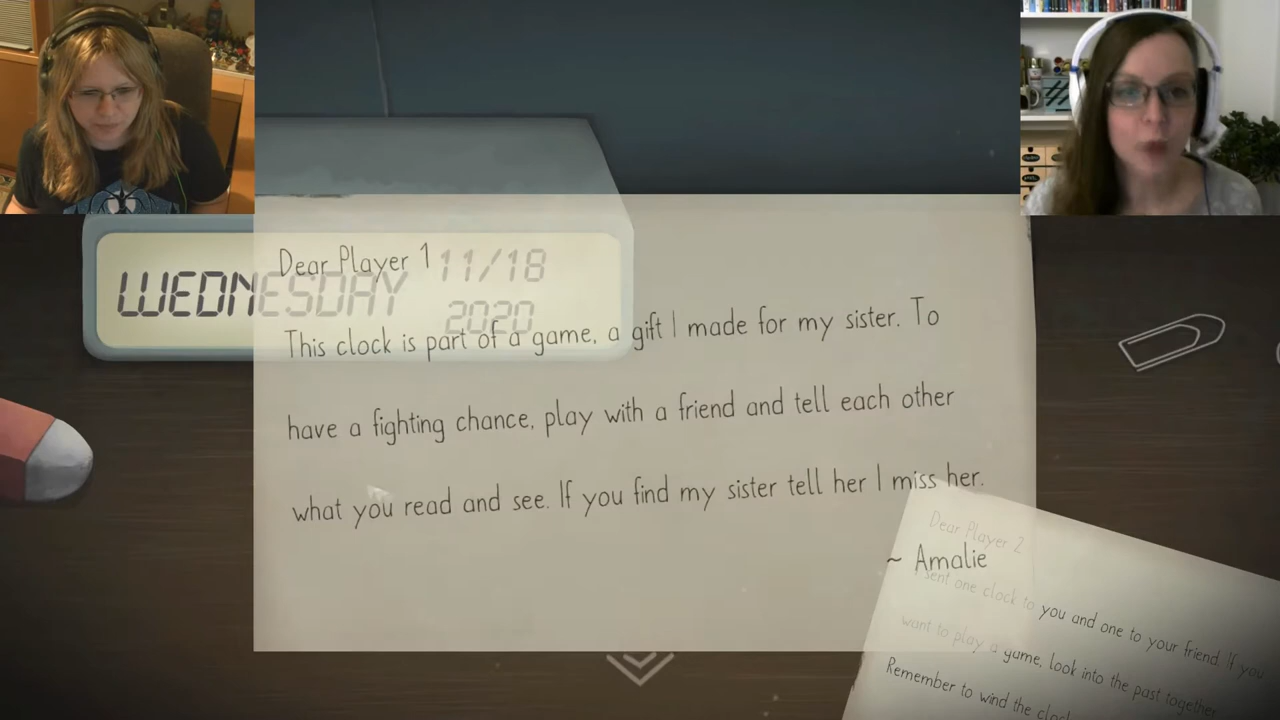 WEDNESDAY
11/18
2020
Dear Player 1
This clock is part of a game, a gift I made for my sister. To
have a fighting chance, play with a friend and tell each other
what you read and see. If you find my sister tell her I miss her.
~ Amalie
Dear Player 2
I sent one clock to you and one to your friend. If you
want to play a game, look into the past together.
Remember to wind the clock